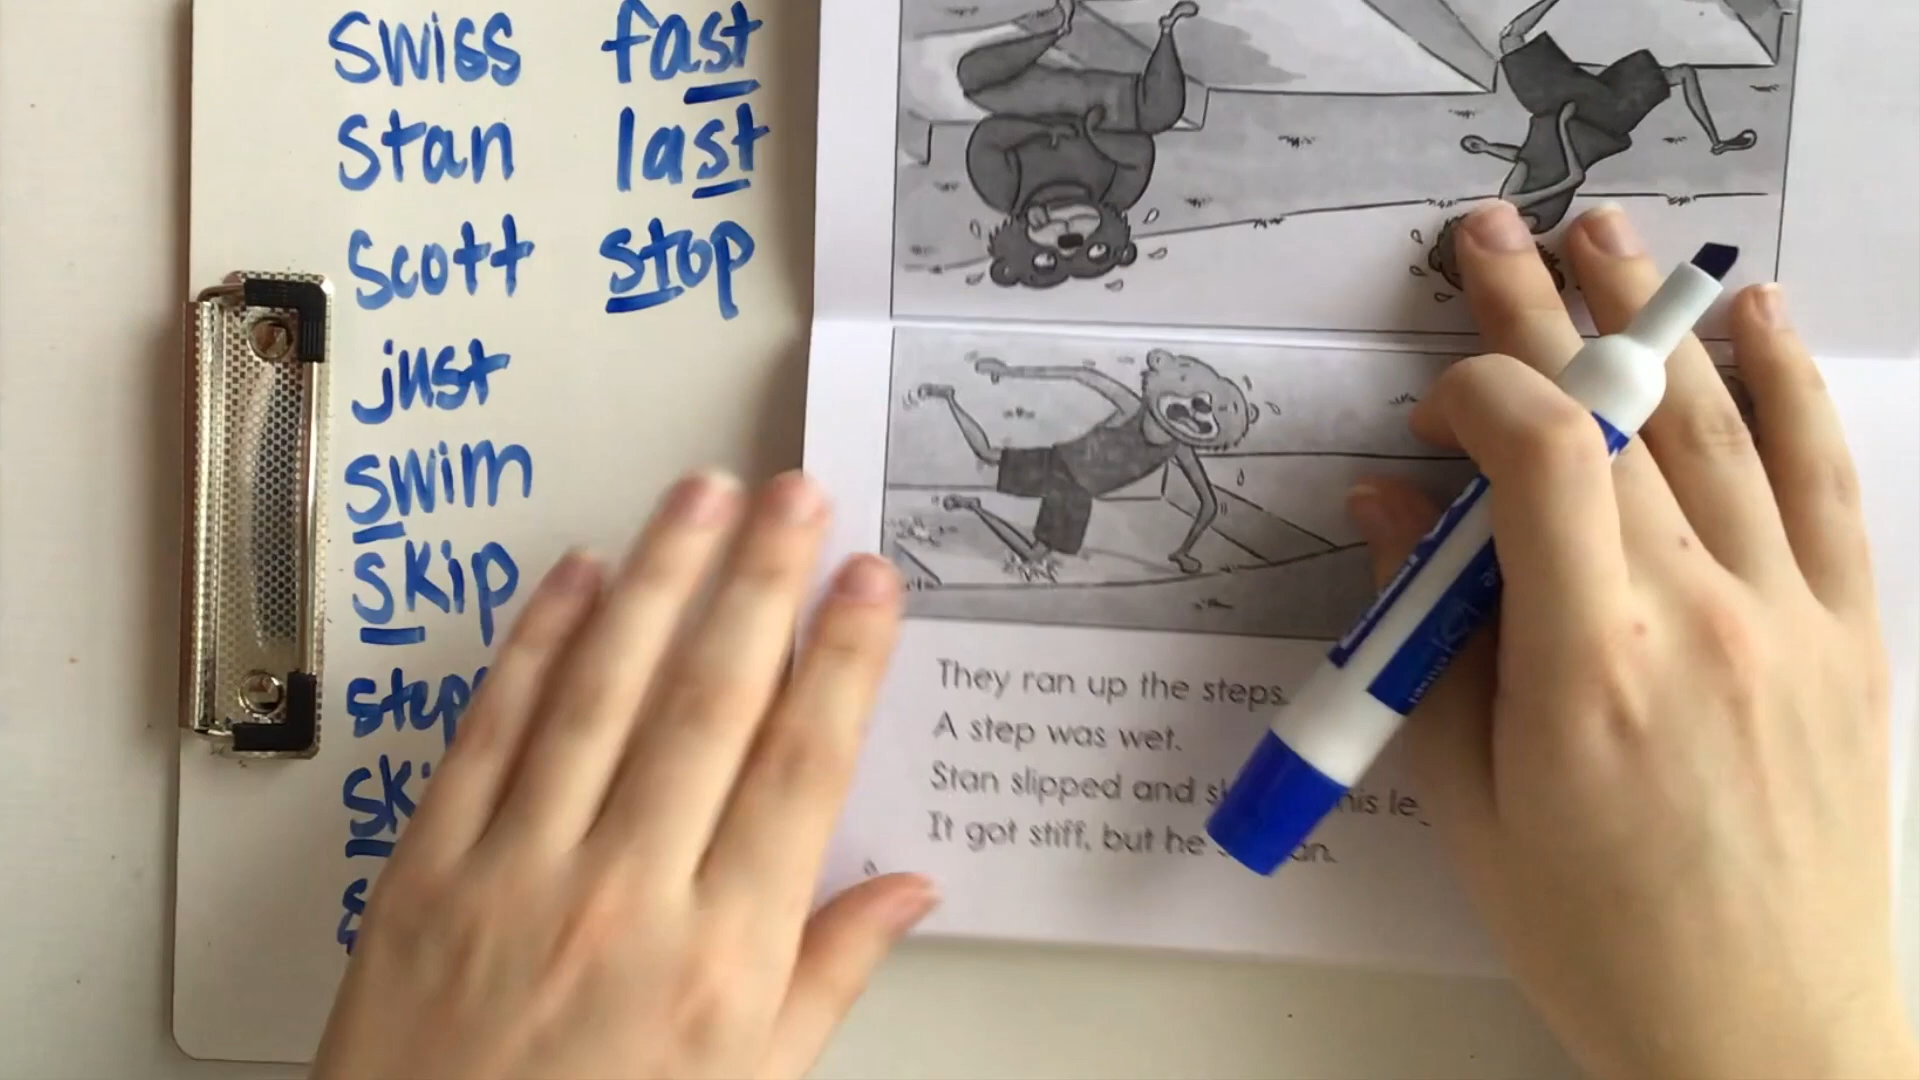 swiss
stan
scott
just
swim
skip
fast
last
stop
They ran up the steps.
A step was wet.
Stan slipped and his
It got stiff, but he